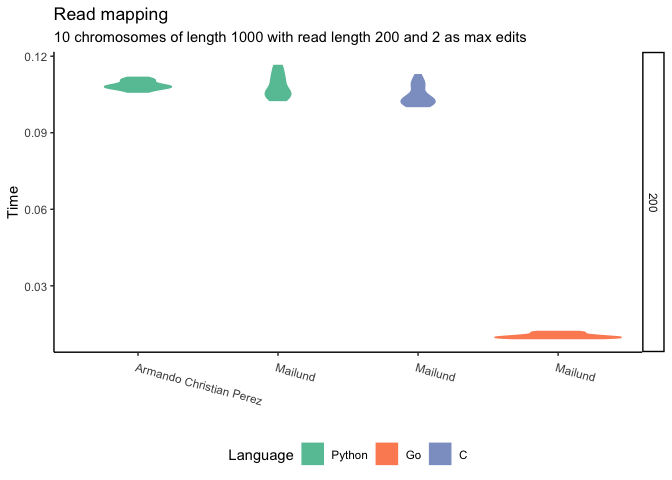 Read mapping
10 chromosomes of length 1000 with read length 200 and 2 as max edits
0.12
0.09
0.06
0.03
Time
200
Armando Christian Perez
Mailund
Mailund
Mailund
Language Python Go C